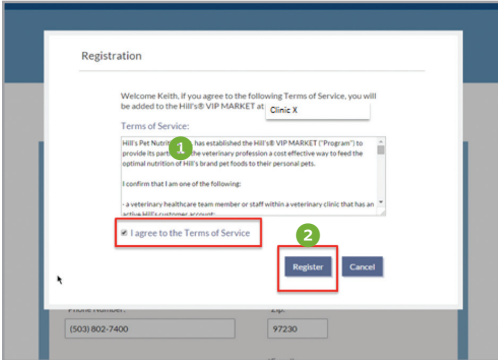 Registration
Welcome Keith, if you agree to the following Terms of Service, you will
be added to the Hill's® VIP MARKET at Clinic X
Terms of Service:
Hill's Pet Nutrition has established the Hill's® VIP MARKET ("Program") to
provide its the veterinary profession a cost effective way to feed the
optimal nutrition of Hill's brand pet foods to their personal pets.
I confirm that I am one of the following:
- a veterinary healthcare team member or staff within a veterinary clinic that has an
active Hill's customer account;
1
I agree to the Terms of Service
2
Register Cancel
Phone Number: Zip:
(503) 802-7400 97230